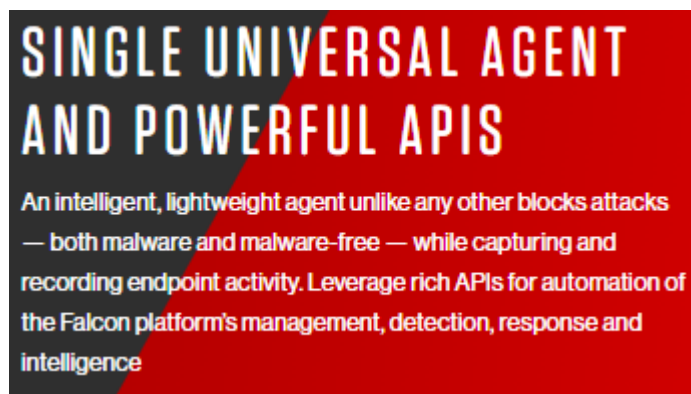 SINGLE UNIVERSAL AGENT
AND POWERFUL APIS
An intelligent, lightweight agent unlike any other blocks attacks
— both malware and malware-free — while capturing and
recording endpoint activity. Leverage rich APIs for automation of
the Falcon platform's management, detection, response and
intelligence